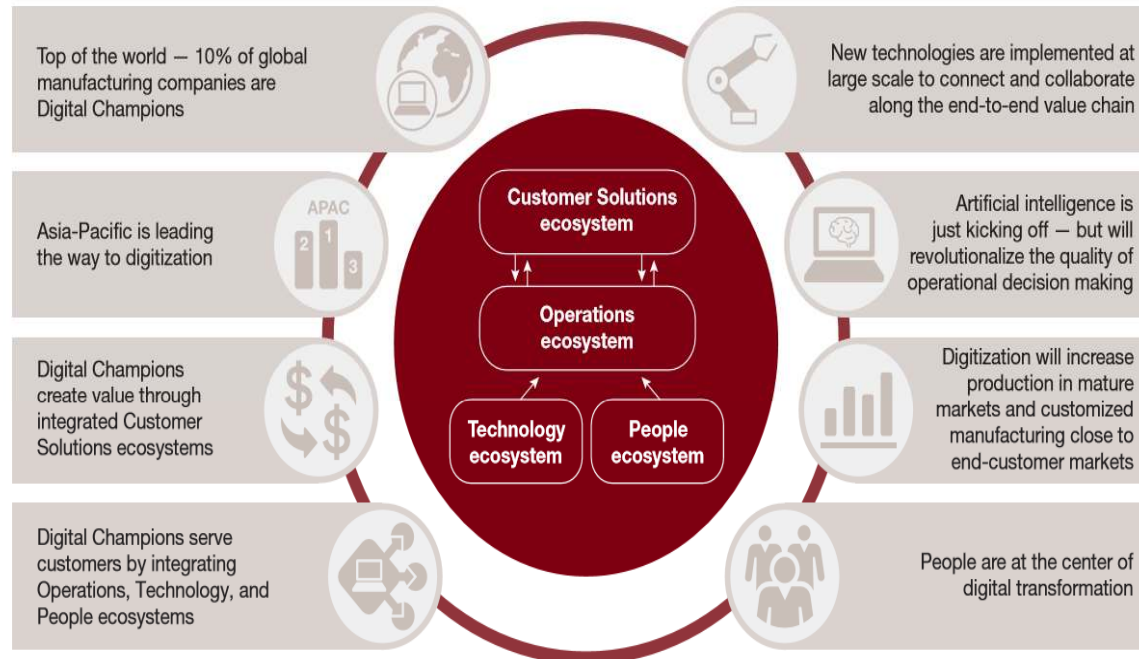 Top of the world — 10% of global
manufacturing companies are
Digital Champions
New technologies are implemented at
large scale to connect and collaborate
along the end-to-end value chain
APAC
2
1
3
Asia-Pacific is leading
the way to digitization
Artificial intelligence is
just kicking off — but will
revolutionalize the quality of
operational decision making
Customer Solutions
ecosystem
Operations
ecosystem
Technology
ecosystem
People
ecosystem
Digital Champions
create value through
integrated Customer
Solutions ecosystems
$
$
Digitization will increase
production in mature
markets and customized
manufacturing close to
end-customer markets
Digital Champions serve
customers by integrating
Operations, Technology, and
People ecosystems
People are at the center of
digital transformation